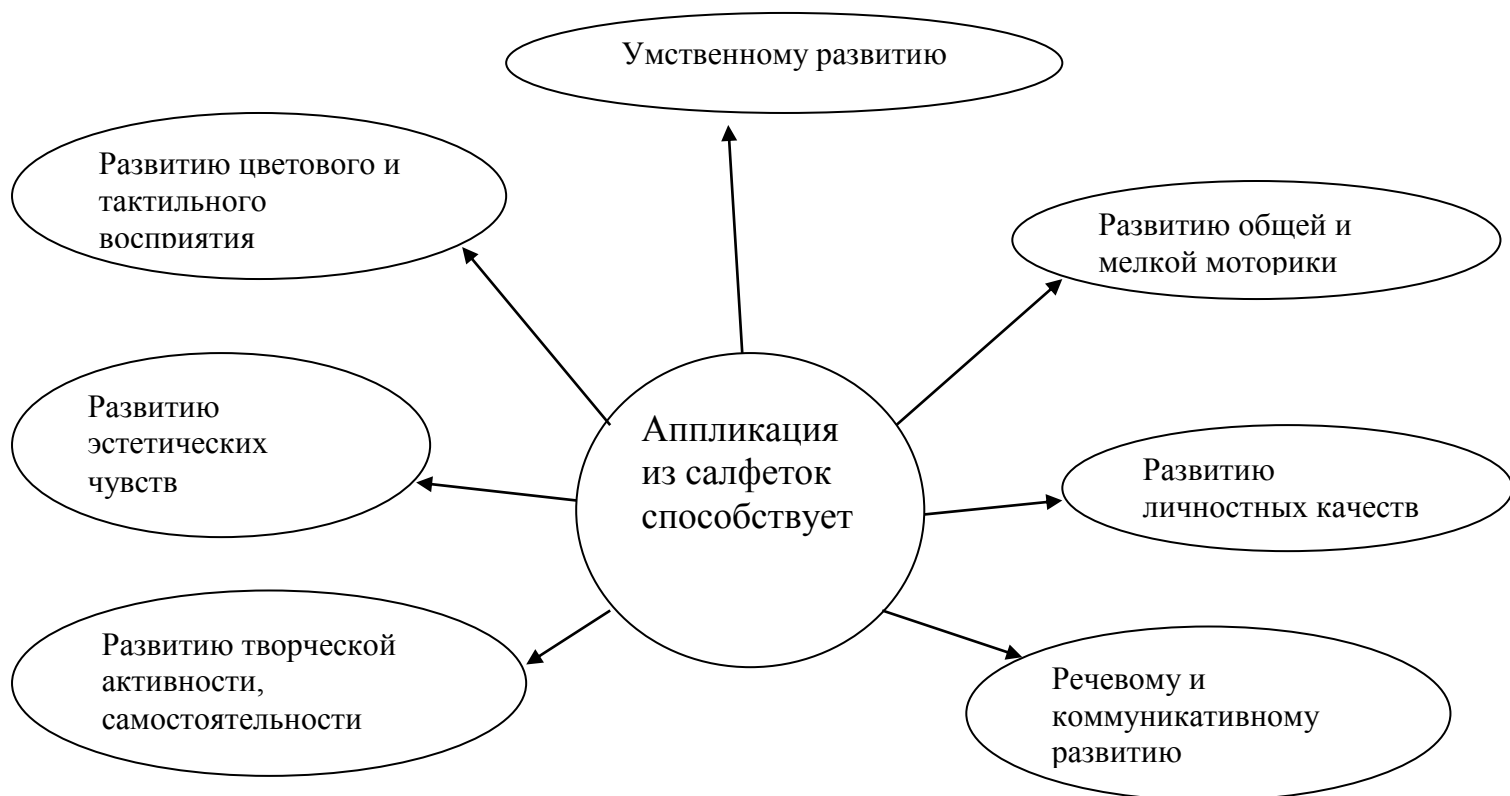 Умственному развитию
Развитию цветового и
тактильного
восприятия
Развитию общей и
мелкой моторики
Развитию
эстетических
чувств
Аппликация
из салфеток
способствует
Развитию
личностных качеств
Развитию творческой
активности,
самостоятельности
Речевому и
коммуникативному
развитию